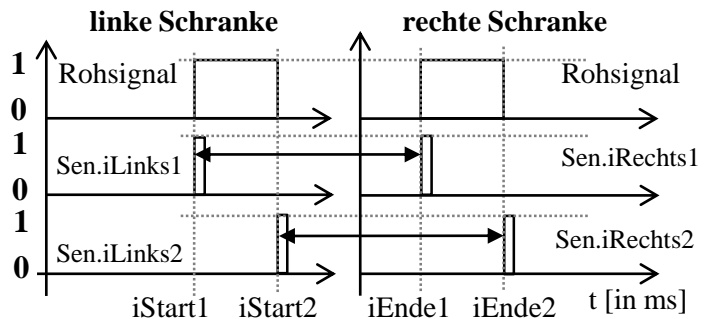 linke Schranke rechte Schranke
1 Rohsignal Rohsignal
0
1
Sen.iLinks1 Sen.iRechts1
0
1
Sen.iLinks2 Sen.iRechts2
0
iStart1 iStart2 iEnde1 iEnde2 t [in ms]